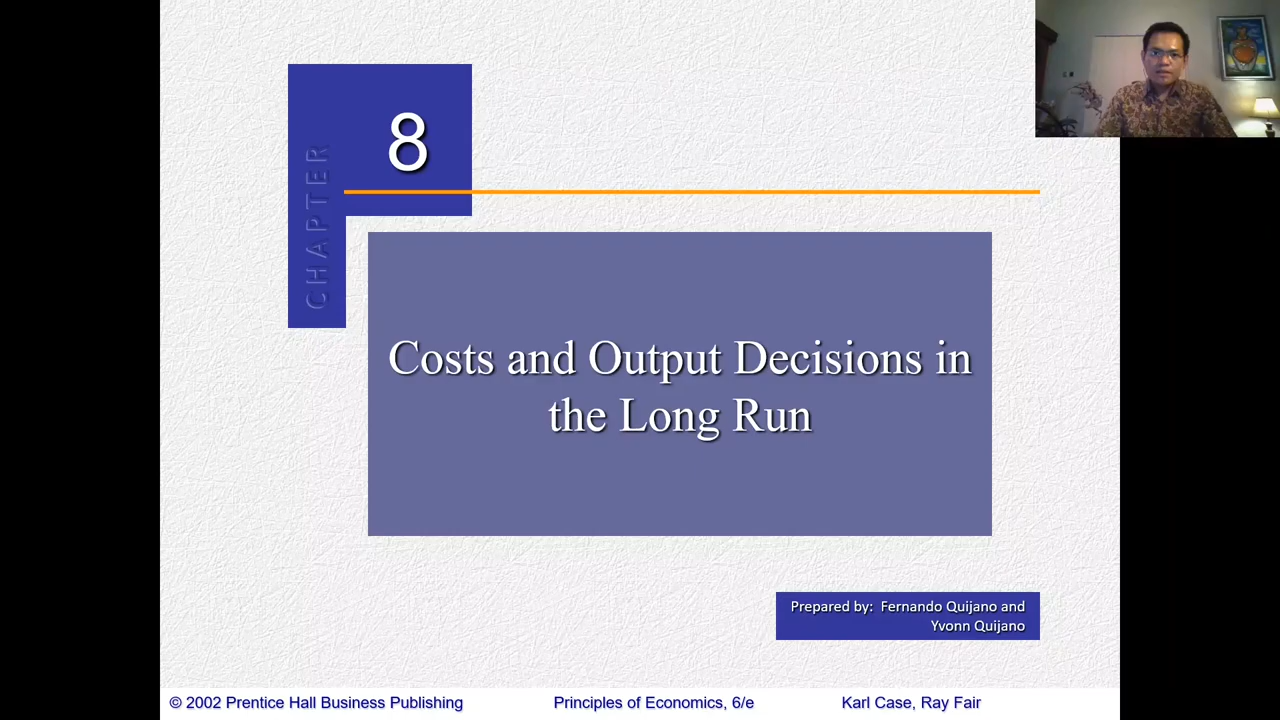 8
CHAPTER
Costs and Output Decisions in
the Long Run
Prepared by: Fernando Quijano and
Yvonn Quijano
© 2002 Prentice Hall Business Publishing Principles of Economics, 6/e Karl Case, Ray Fair